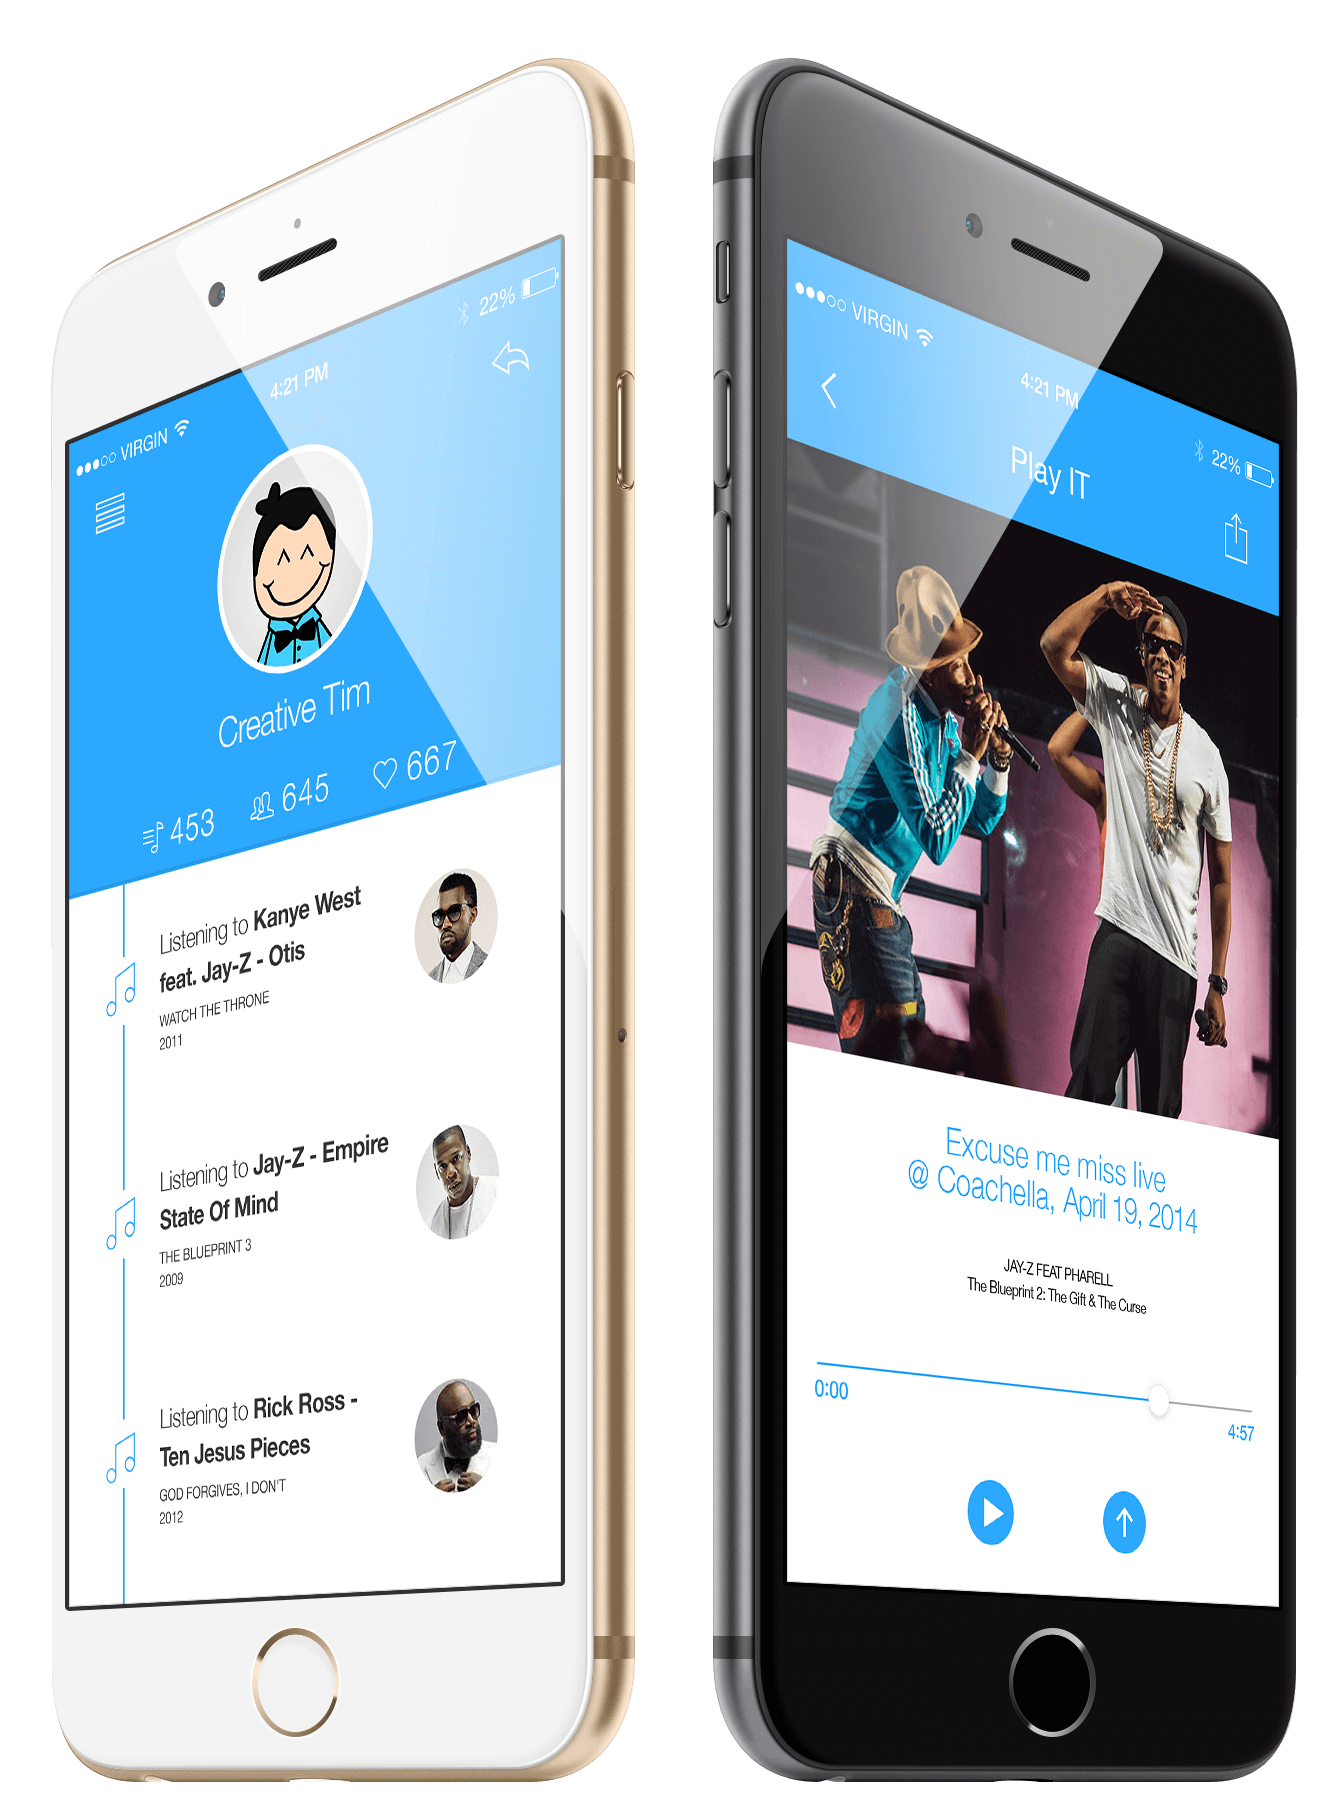 VIRGIN
4:21 PM
22%
Creative Tim
453
645
667
Listening to Kanye West
feat. Jay-Z - Otis
WATCH THE THRONE
2011
Listening to Jay-Z - Empire
State Of Mind
THE BLUEPRINT 3
2009
Listening to Rick Ross -
Ten Jesus Pieces
GOD FORGIVES, I DON'T
2012
VIRGIN
4:21 PM
22%
Play IT
Excuse me miss live
@ Coachella, April 19, 2014
JAY-Z FEAT PHARELL
The Blueprint 2: The Gift & The Curse
0:00
4:57